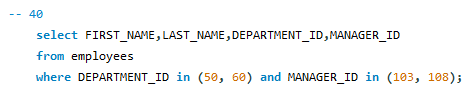 -- 40
select FIRST_NAME,LAST_NAME,DEPARTMENT_ID,MANAGER_ID
from employees
where DEPARTMENT_ID in (50, 60) and MANAGER_ID in (103, 108);